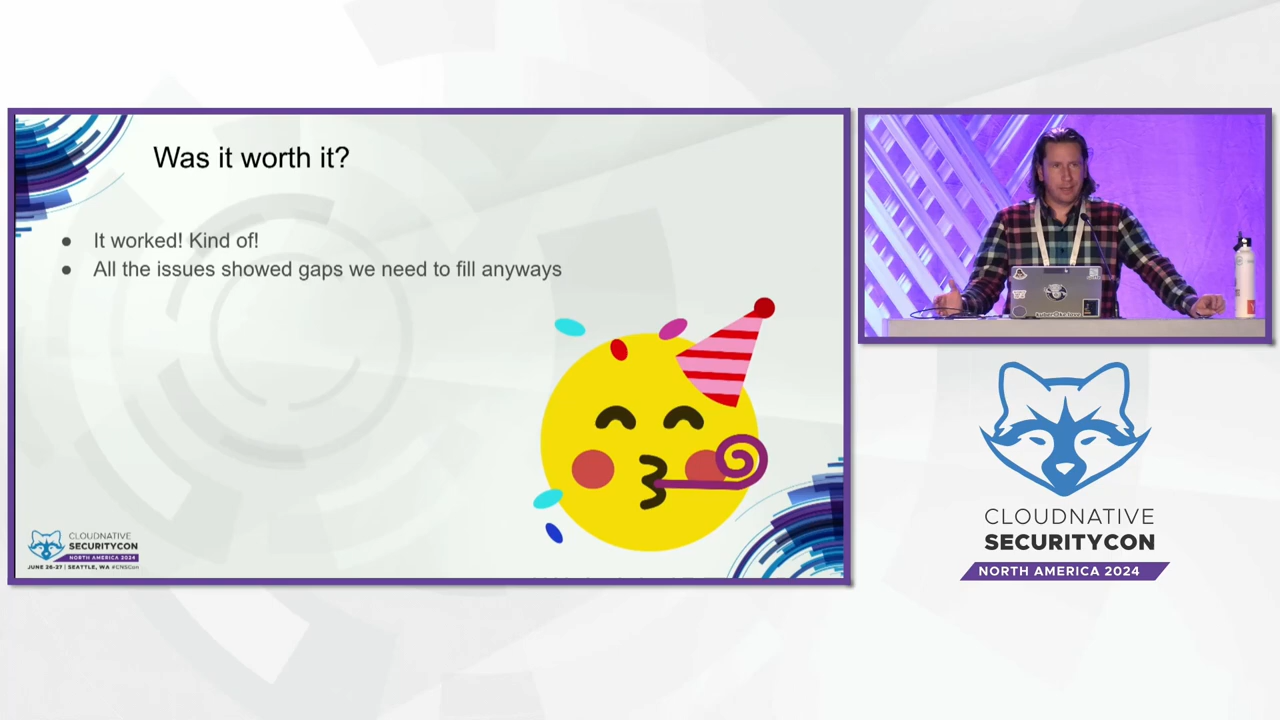 Was it worth it?
● It worked! Kind of!
● All the issues showed gaps we need to fill anyways
CLOUDNATIVE
SECURITYCON
NORTH AMERICA 2024
JUNE 26-27 | SEATTLE, WA #CNSCon
CLOUDNATIVE
SECURITYCON
NORTH AMERICA 2024